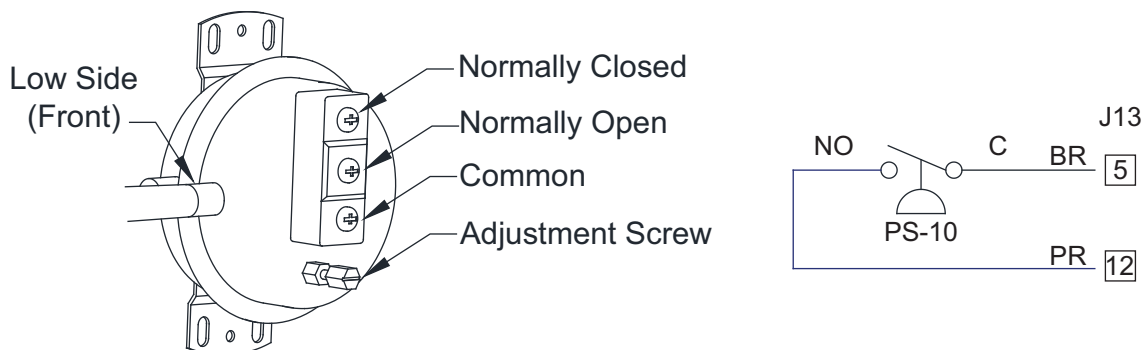 Low Side
(Front)
Normally Closed
Normally Open
Common
Adjustment Screw
J13
NO
C
BR
5
PS-10
PR
12